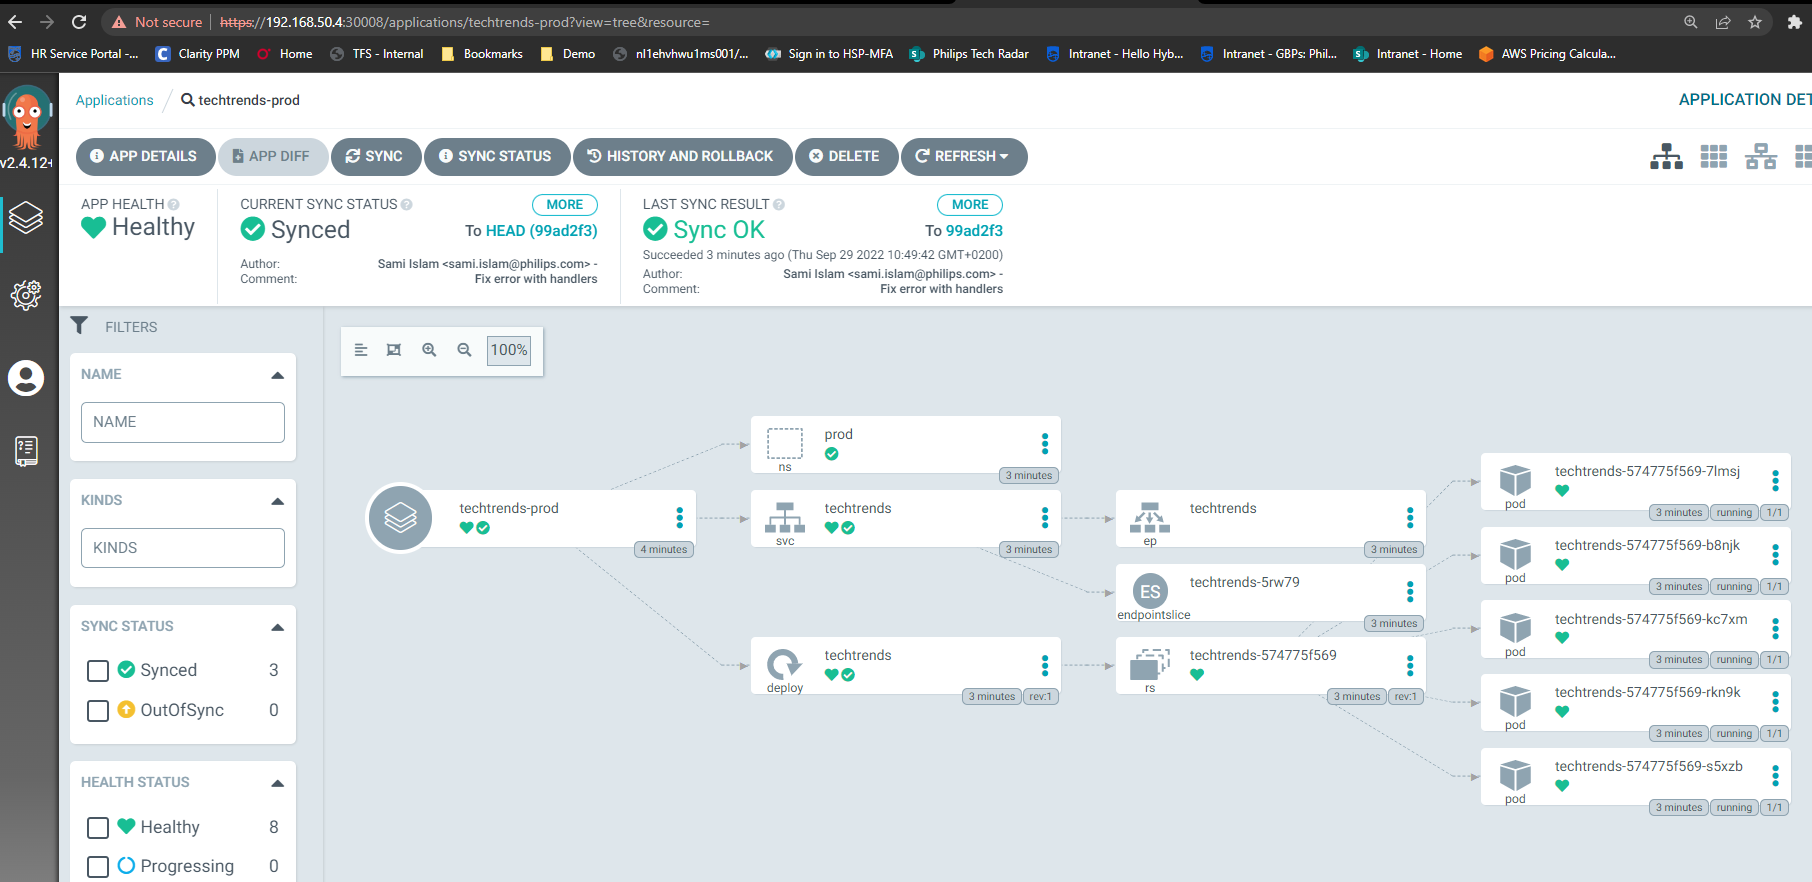 Not secure https://192.168.50.4:30008/applications/techtrends-prod?view=tree&resource=
HR Service Portal -... Clarity PPM Home TFS - Internal Bookmarks Demo nl1ehvhwu1ms001/... Sign in to HSP-MFA Philips Tech Radar Intranet - Hello Hyb... Intranet - GBPs: Phil... Intranet - Home AWS Pricing Calcula...
Applications techtrends-prod APPLICATION DET
v2.4.12+
APP DETAILS APP DIFF SYNC SYNC STATUS HISTORY AND ROLLBACK DELETE REFRESH
APP HEALTH
Healthy
CURRENT SYNC STATUS MORE
Synced To HEAD (99ad2f3)
Author: Sami Islam <sami.islam@philips.com> -
Comment: Fix error with handlers
LAST SYNC RESULT MORE
Sync OK To 99ad2f3
Succeeded 3 minutes ago (Thu Sep 29 2022 10:49:42 GMT+0200)
Author: Sami Islam <sami.islam@philips.com> -
Comment: Fix error with handlers
FILTERS
NAME
NAME
KINDS
KINDS
SYNC STATUS
Synced 3
OutOfSync 0
HEALTH STATUS
Healthy 8
Progressing 0
100%
techtrends-prod
4 minutes
prod
ns
3 minutes
techtrends
svc
3 minutes
techtrends
deploy
3 minutes rev:1
techtrends
ep
3 minutes
techtrends-5rw79
ES
endpointslice
3 minutes
techtrends-574775f569
rs
3 minutes rev:1
techtrends-574775f569-7lmsj
pod
3 minutes running 1/1
techtrends-574775f569-b8njk
pod
3 minutes running 1/1
techtrends-574775f569-kc7xm
pod
3 minutes running 1/1
techtrends-574775f569-rkn9k
pod
3 minutes running 1/1
techtrends-574775f569-s5xzb
pod
3 minutes running 1/1